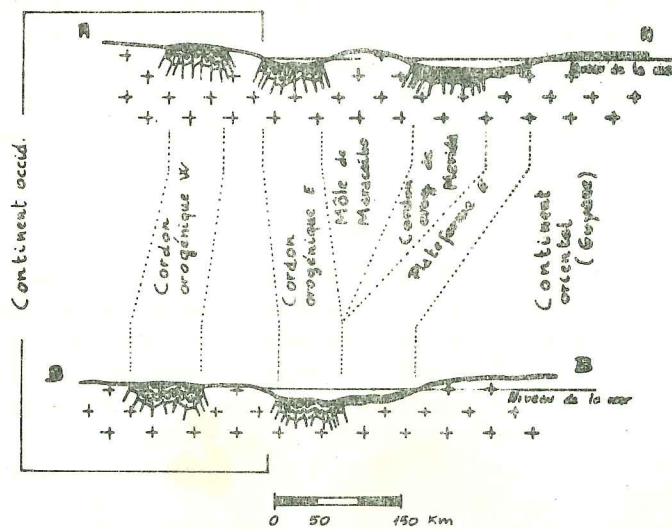 A
A
Niveau de la mer
Continent occid.
Cordon
orogénique W
Cordon
orogénique E
Môle de
Maracaibo
Cordon
orog. de
Merida
Plateforme E
Continent
oriental
(Guyane)
B
B
Niveau de la mer
0 50 150 Km